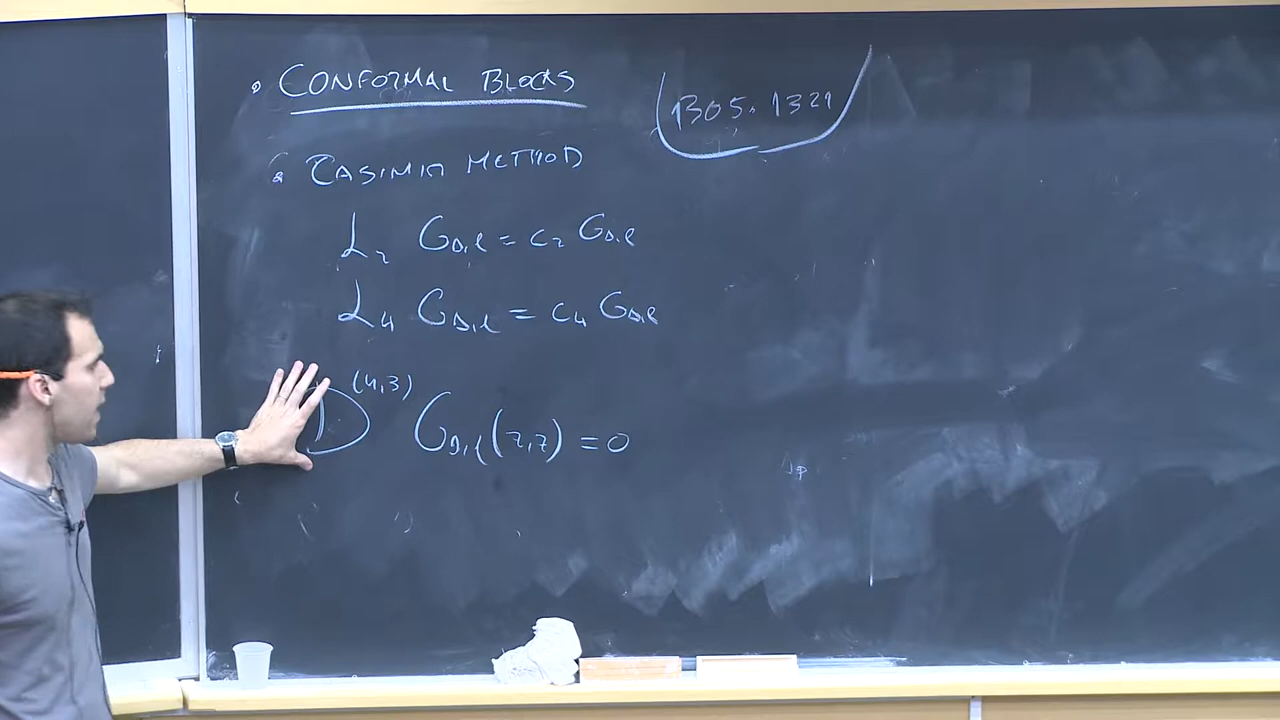 • CONFORMAL BLOCKS
1305.1321
• CASIMIR METHOD
L₂ G_{Δ,ℓ} = c₂ G_{Δ,ℓ}
L₄ G_{Δ,ℓ} = c₄ G_{Δ,ℓ}
D^{(4,3)} G_{Δ,ℓ}(z,z) = 0